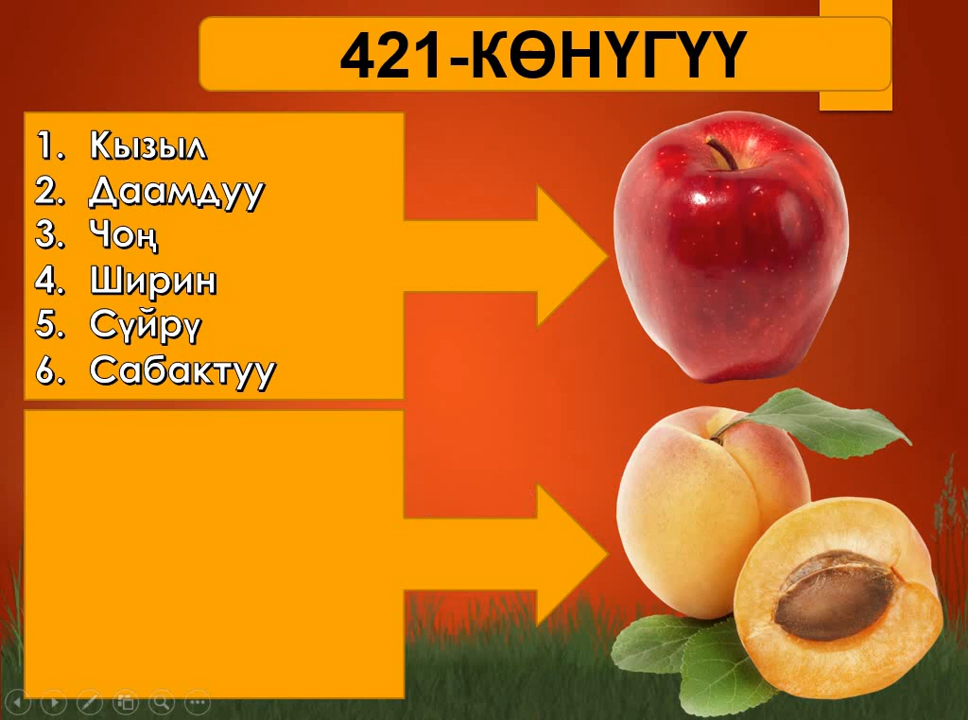 421-КӨНҮГҮҮ
1. Кызыл
2. Даамдуу
3. Чоң
4. Ширин
5. Сүйрү
6. Сабактуу